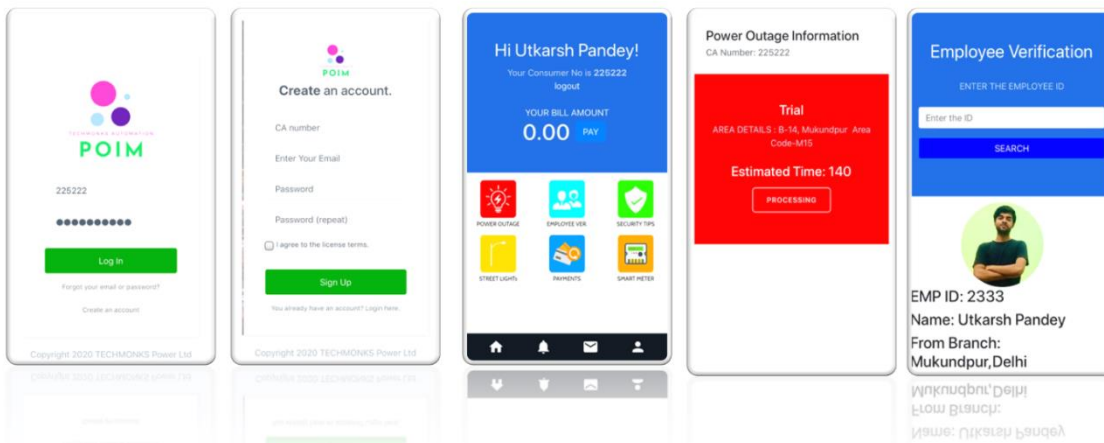 TECHMONKS AUTOMATION
POIM
225222
Log In
Forgot your email or password?
Create an account
Copyright 2020 TECHMONKS Power Ltd
POIM
Create an account.
CA number
Enter Your Email
Password
Password (repeat)
I agree to the license terms.
Sign Up
You already have an account? Login here.
Copyright 2020 TECHMONKS Power Ltd
Hi Utkarsh Pandey!
Your Consumer No is 225222
logout
YOUR BILL AMOUNT
0.00 PAY
POWER OUTAGE EMPLOYEE VER. SECURITY TIPS
STREET LIGHTs PAYMENTS SMART METER
Power Outage Information
CA Number: 225222
Trial
AREA DETAILS : B-14, Mukundpur Area
Code-M15
Estimated Time: 140
PROCESSING
Employee Verification
ENTER THE EMPLOYEE ID
Enter the ID
SEARCH
EMP ID: 2333
Name: Utkarsh Pandey
From Branch:
Mukundpur,Delhi